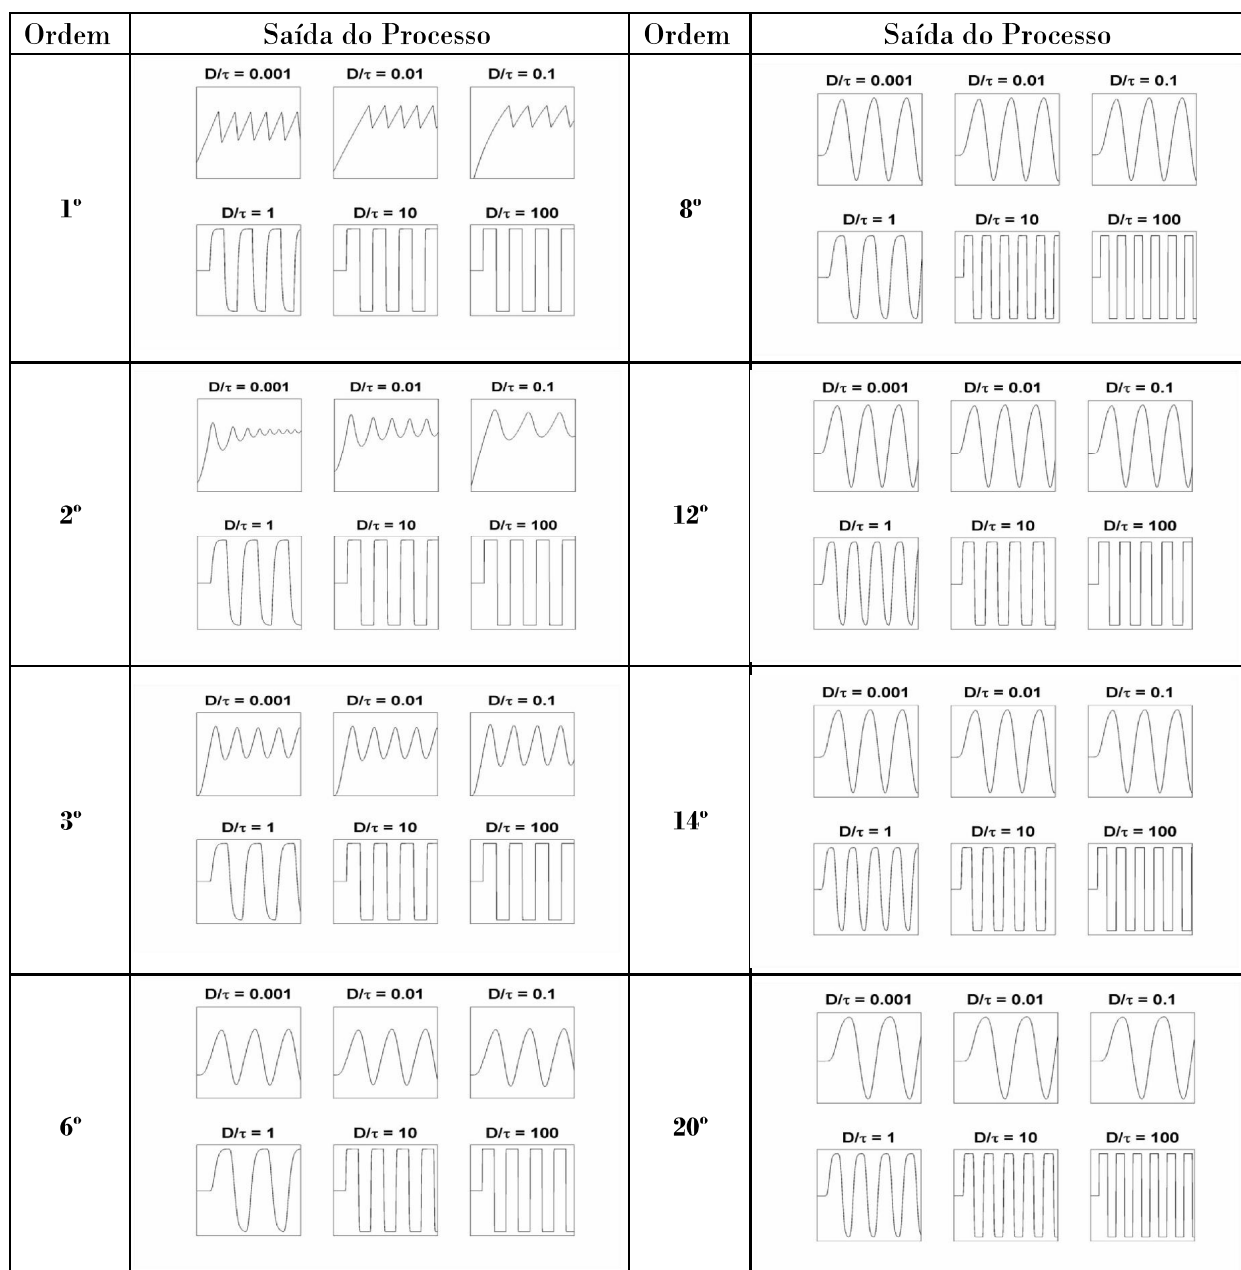 Ordem Saída do Processo Ordem Saída do Processo
1º
D/τ = 0.001 D/τ = 0.01 D/τ = 0.1
D/τ = 1 D/τ = 10 D/τ = 100
8º
D/τ = 0.001 D/τ = 0.01 D/τ = 0.1
D/τ = 1 D/τ = 10 D/τ = 100
2º
D/τ = 0.001 D/τ = 0.01 D/τ = 0.1
D/τ = 1 D/τ = 10 D/τ = 100
12º
D/τ = 0.001 D/τ = 0.01 D/τ = 0.1
D/τ = 1 D/τ = 10 D/τ = 100
3º
D/τ = 0.001 D/τ = 0.01 D/τ = 0.1
D/τ = 1 D/τ = 10 D/τ = 100
14º
D/τ = 0.001 D/τ = 0.01 D/τ = 0.1
D/τ = 1 D/τ = 10 D/τ = 100
6º
D/τ = 0.001 D/τ = 0.01 D/τ = 0.1
D/τ = 1 D/τ = 10 D/τ = 100
20º
D/τ = 0.001 D/τ = 0.01 D/τ = 0.1
D/τ = 1 D/τ = 10 D/τ = 100